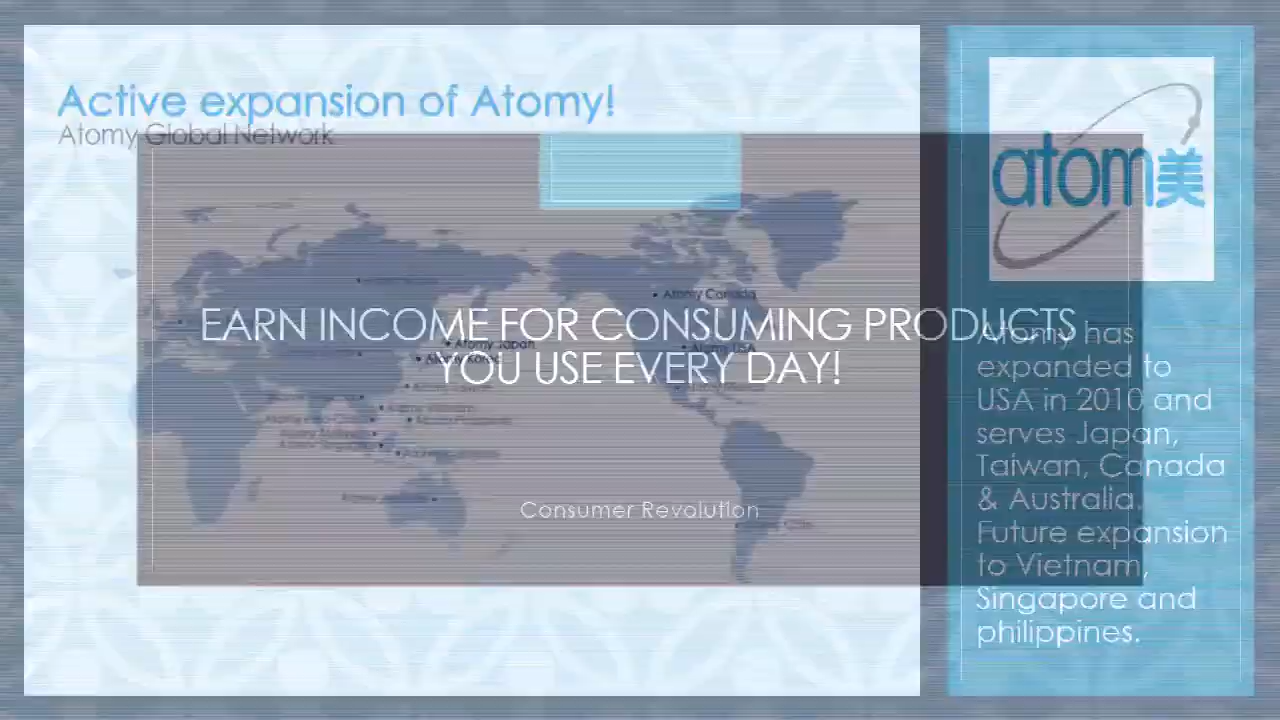 Active expansion of Atomy!
Atomy Global Network
atom美
Atomy Canada
EARN INCOME FOR CONSUMING PRODUCTS
Atomy Japan
Atomy USA
Atomy Korea
YOU USE EVERY DAY!
Consumer Revolution
Atomy has
expanded to
USA in 2010 and
serves Japan,
Taiwan, Canada
& Australia.
Future expansion
to Vietnam,
Singapore and
philippines.